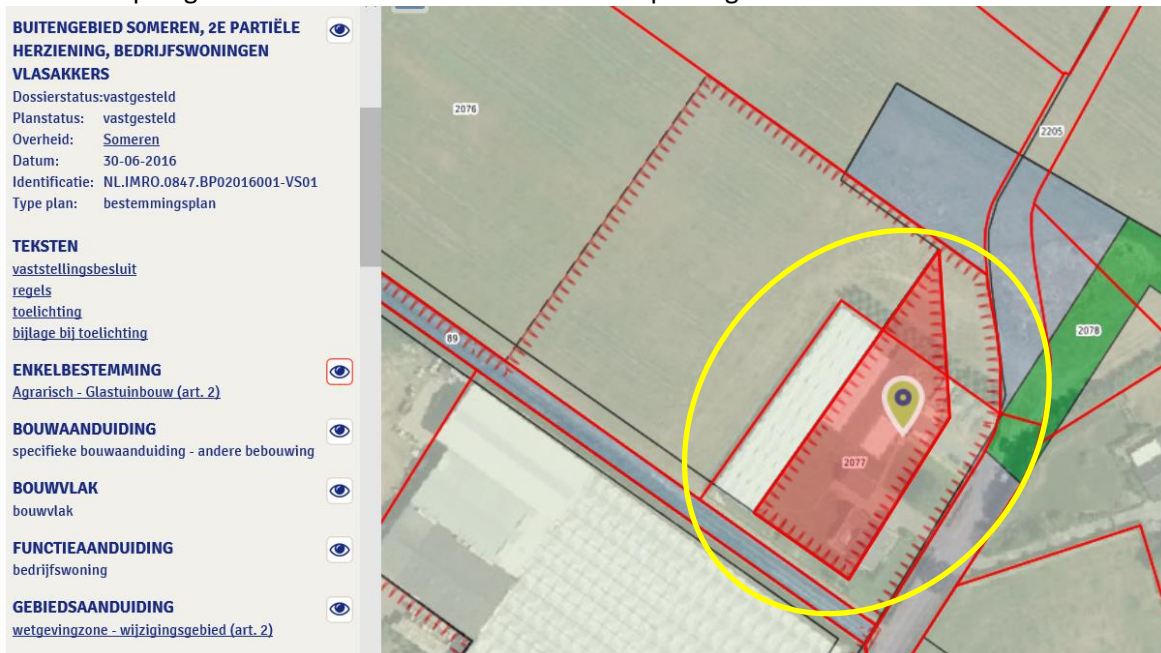 BUITENGEBIED SOMEREN, 2E PARTIËLE
HERZIENING, BEDRIJFSWONINGEN
VLASAKKERS
Dossierstatus:vastgesteld
Planstatus: vastgesteld
Overheid: Someren
Datum: 30-06-2016
Identificatie: NL.IMRO.0847.BP02016001-VS01
Type plan: bestemmingsplan
TEKSTEN
vaststellingsbesluit
regels
toelichting
bijlage bij toelichting
ENKELBESTEMMING
Agrarisch - Glastuinbouw (art. 2)
BOUWAANDUIDING
specifieke bouwaanduiding - andere bebouwing
BOUWVLAK
bouwvlak
FUNCTIEAANDUIDING
bedrijfswoning
GEBIEDSAANDUIDING
wetgevingzone - wijzigingsgebied (art. 2)
2076
2205
89
2078
2077